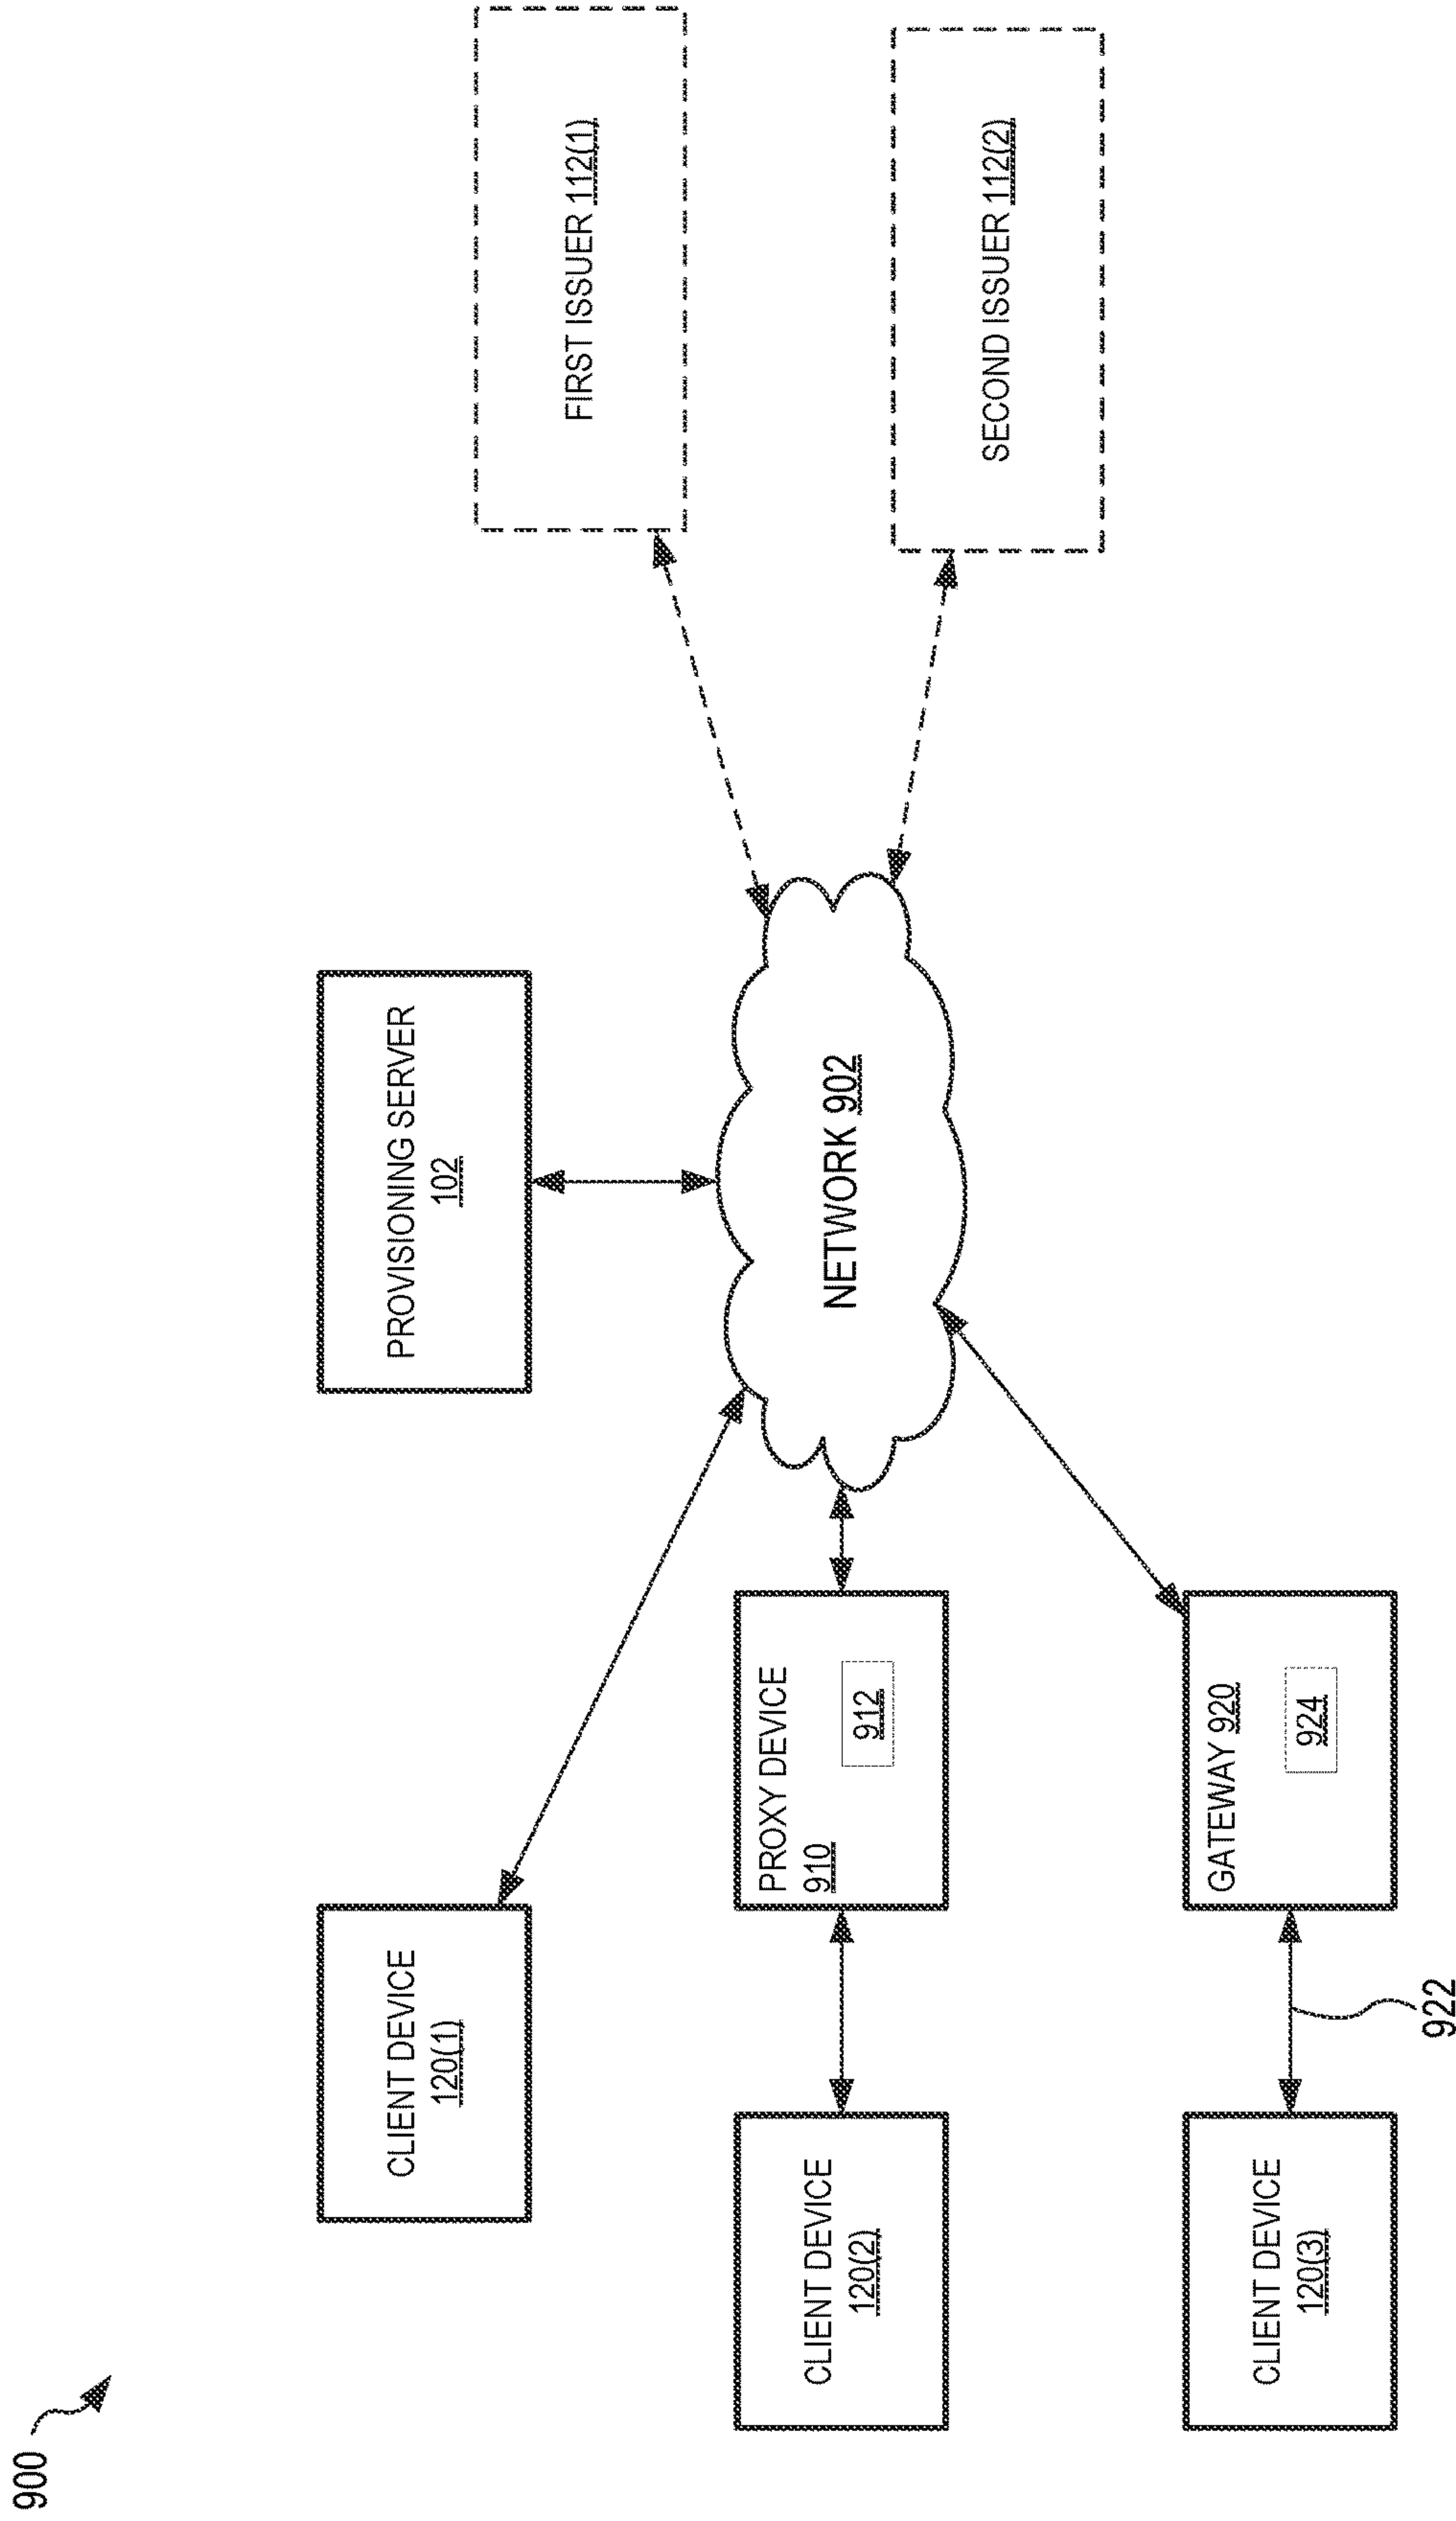 900
PROVISIONING SERVER
102
CLIENT DEVICE
120(1)
FIRST ISSUER 112(1)
NETWORK 902
PROXY DEVICE
910
912
CLIENT DEVICE
120(2)
SECOND ISSUER 112(2)
GATEWAY 920
924
CLIENT DEVICE
120(3)
922